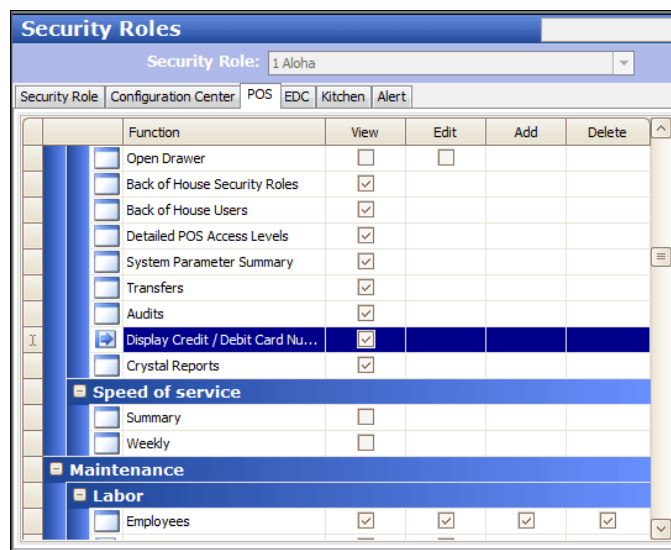 Security Roles
Security Role: 1 Aloha
Security Role Configuration Center POS EDC Kitchen Alert
Function View Edit Add Delete
Open Drawer
Back of House Security Roles
Back of House Users
Detailed POS Access Levels
System Parameter Summary
Transfers
Audits
Display Credit / Debit Card Nu...
Crystal Reports
Speed of service
Summary
Weekly
Maintenance
Labor
Employees